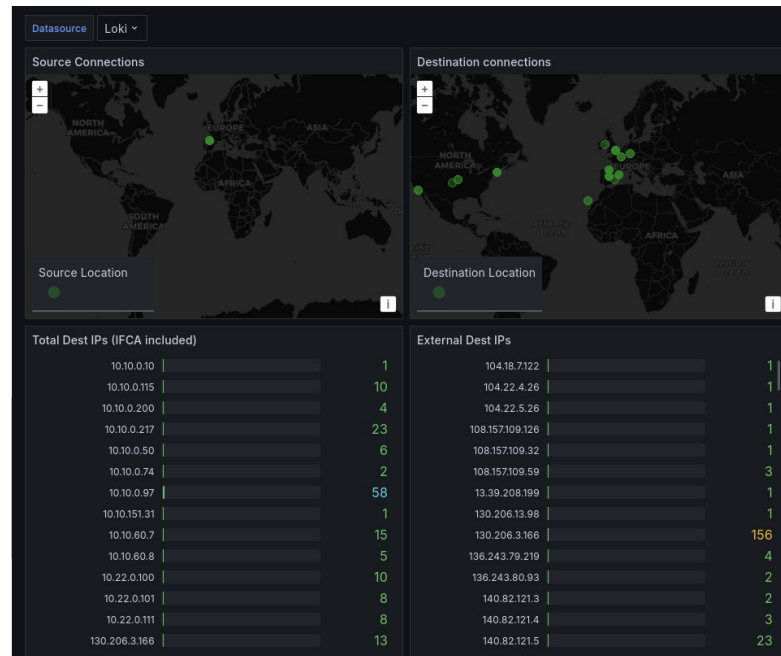 Datasource Loki
Source Connections
+
−
NORTH
AMERICA
EUROPE
ASIA
AFRICA
SOUTH
AMERICA
Source Location
i
Destination connections
+
−
NORTH
AMERICA
EUROPE
ASIA
AFRICA
Destination Location
i
Total Dest IPs (IFCA included)
10.10.0.10 1
10.10.0.115 10
10.10.0.200 4
10.10.0.217 23
10.10.0.50 6
10.10.0.74 2
10.10.0.97 58
10.10.151.31 1
10.10.60.7 15
10.10.60.8 5
10.22.0.100 10
10.22.0.101 8
10.22.0.111 8
130.206.3.166 13
External Dest IPs
104.18.7.122 1
104.22.4.26 1
104.22.5.26 1
108.157.109.126 1
108.157.109.32 1
108.157.109.59 3
13.39.208.199 1
130.206.13.98 1
130.206.3.166 156
136.243.79.219 4
136.243.80.93 2
140.82.121.3 2
140.82.121.4 3
140.82.121.5 23